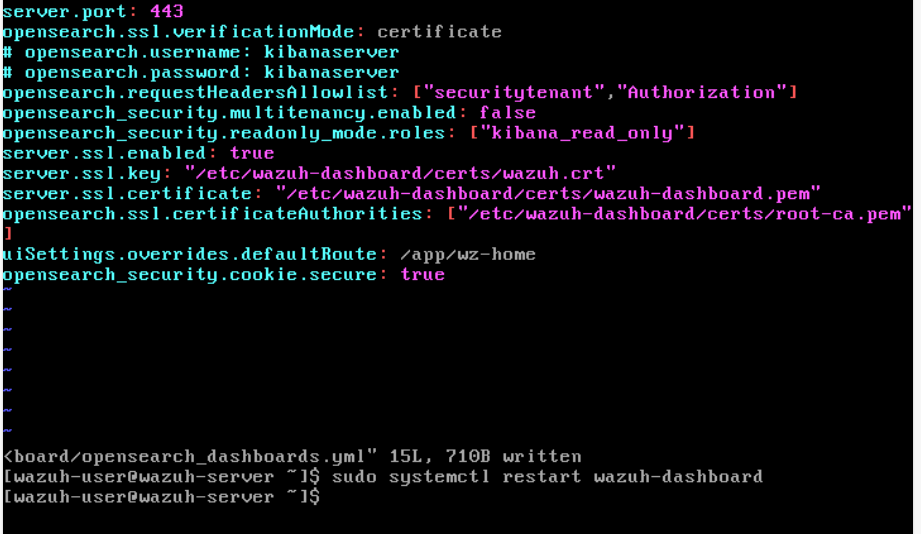 server.port: 443
opensearch.ssl.verificationMode: certificate
# opensearch.username: kibanaserver
# opensearch.password: kibanaserver
opensearch.requestHeadersAllowlist: ["securitytenant","Authorization"]
opensearch_security.multitenancy.enabled: false
opensearch_security.readonly_mode.roles: ["kibana_read_only"]
server.ssl.enabled: true
server.ssl.key: "/etc/wazuh-dashboard/certs/wazuh.crt"
server.ssl.certificate: "/etc/wazuh-dashboard/certs/wazuh-dashboard.pem"
opensearch.ssl.certificateAuthorities: ["/etc/wazuh-dashboard/certs/root-ca.pem"
]
uiSettings.overrides.defaultRoute: /app/wz-home
opensearch_security.cookie.secure: true
~
~
~
~
~
~
~
~
<board/opensearch_dashboards.yml" 15L, 710B written
[wazuh-user@wazuh-server ~]$ sudo systemctl restart wazuh-dashboard
[wazuh-user@wazuh-server ~]$